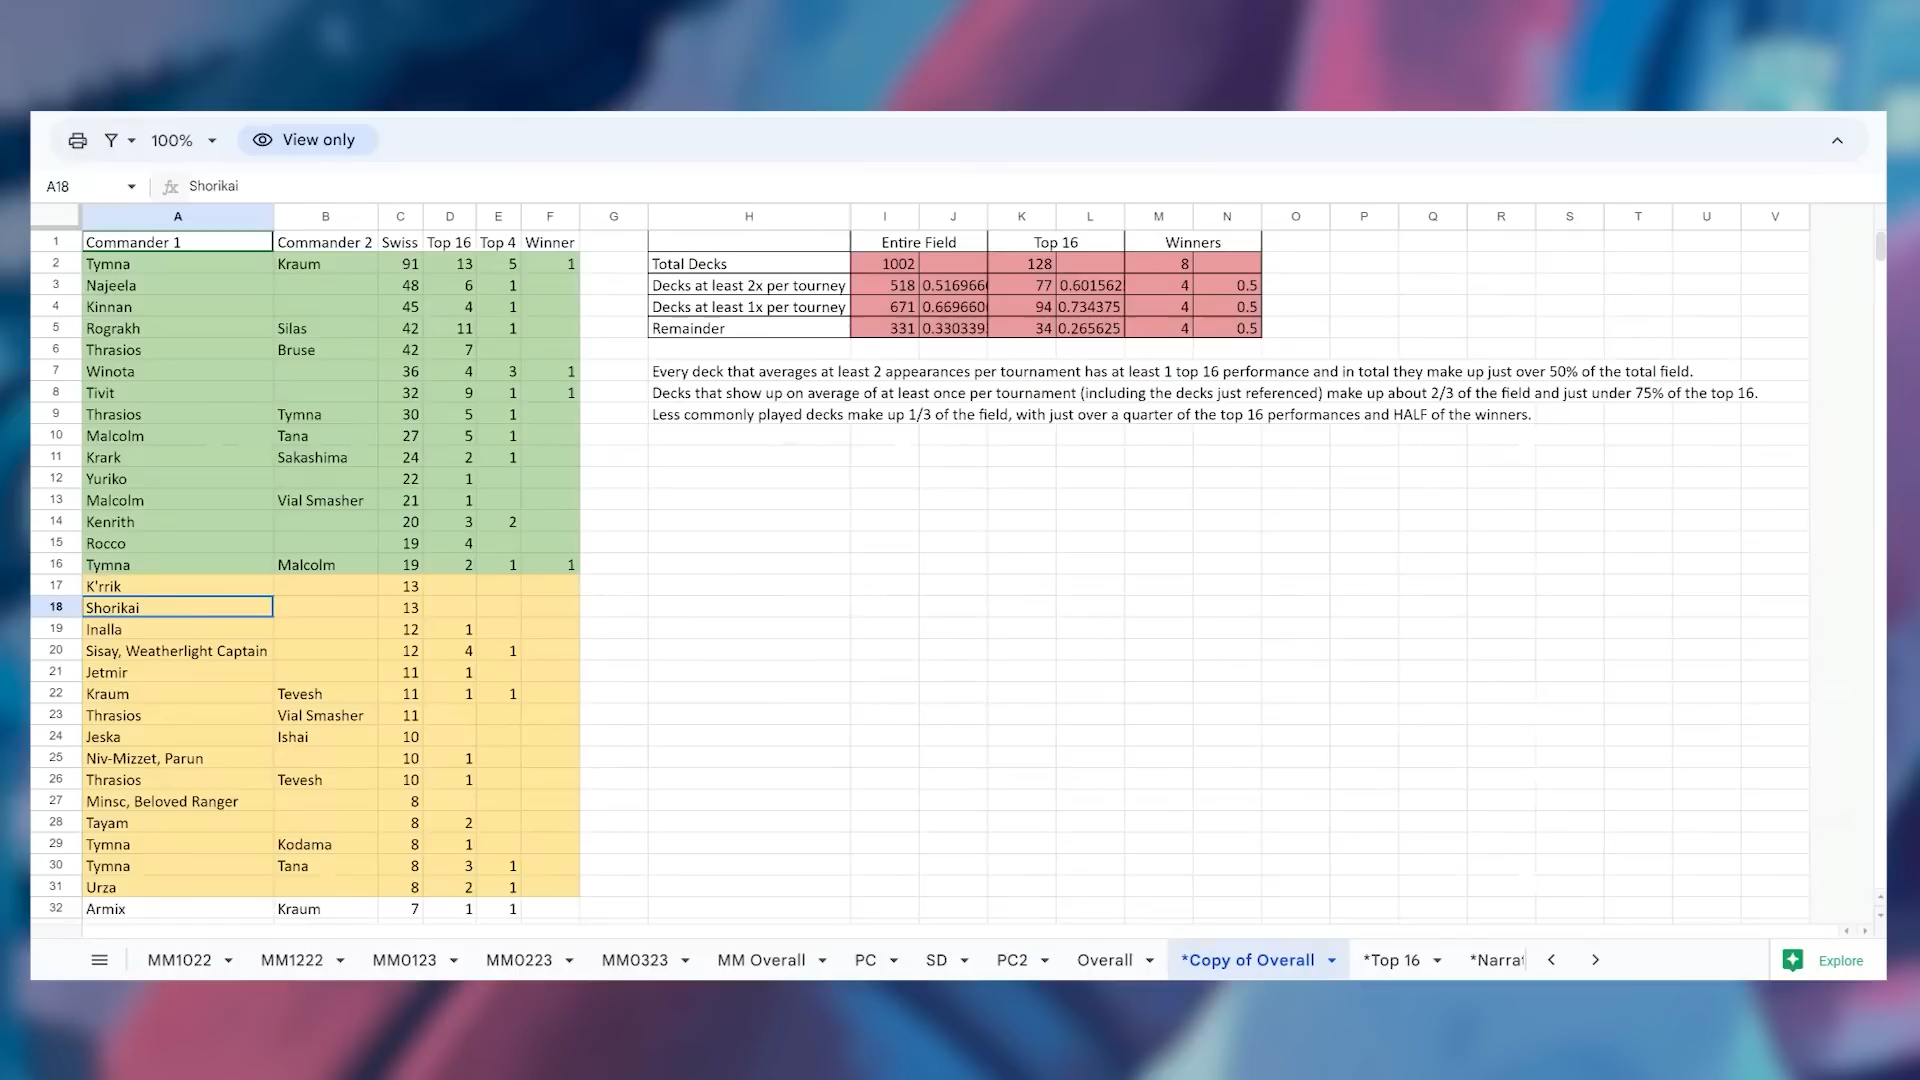 100% View only
A18 fx Shorikai
A B C D E F G H I J K L M N O P Q R S T U V
1 Commander 1 Commander 2 Swiss Top 16 Top 4 Winner Entire Field Top 16 Winners
2 Tymna Kraum 91 13 5 1 Total Decks 1002 128 8
3 Najeela 48 6 1 Decks at least 2x per tourney 518 0.516966 77 0.601562 4 0.5
4 Kinnan 45 4 1 Decks at least 1x per tourney 671 0.669660 94 0.734375 4 0.5
5 Rograkh Silas 42 11 1 Remainder 331 0.330339 34 0.265625 4 0.5
6 Thrasios Bruse 42 7
7 Winota 36 4 3 1 Every deck that averages at least 2 appearances per tournament has at least 1 top 16 performance and in total they make up just over 50% of the total field.
8 Tivit 32 9 1 1 Decks that show up on average of at least once per tournament (including the decks just referenced) make up about 2/3 of the field and just under 75% of the top 16.
9 Thrasios Tymna 30 5 1 Less commonly played decks make up 1/3 of the field, with just over a quarter of the top 16 performances and HALF of the winners.
10 Malcolm Tana 27 5 1
11 Krark Sakashima 24 2 1
12 Yuriko 22 1
13 Malcolm Vial Smasher 21 1
14 Kenrith 20 3 2
15 Rocco 19 4
16 Tymna Malcolm 19 2 1 1
17 K'rrik 13
18 Shorikai 13
19 Inalla 12 1
20 Sisay, Weatherlight Captain 12 4 1
21 Jetmir 11 1
22 Kraum Tevesh 11 1 1
23 Thrasios Vial Smasher 11
24 Jeska Ishai 10
25 Niv-Mizzet, Parun 10 1
26 Thrasios Tevesh 10 1
27 Minsc, Beloved Ranger 8
28 Tayam 8 2
29 Tymna Kodama 8 1
30 Tymna Tana 8 3 1
31 Urza 8 2 1
32 Armix Kraum 7 1 1
MM1022 MM1222 MM0123 MM0223 MM0323 MM Overall PC SD PC2 Overall *Copy of Overall *Top 16 *Narrat Explore